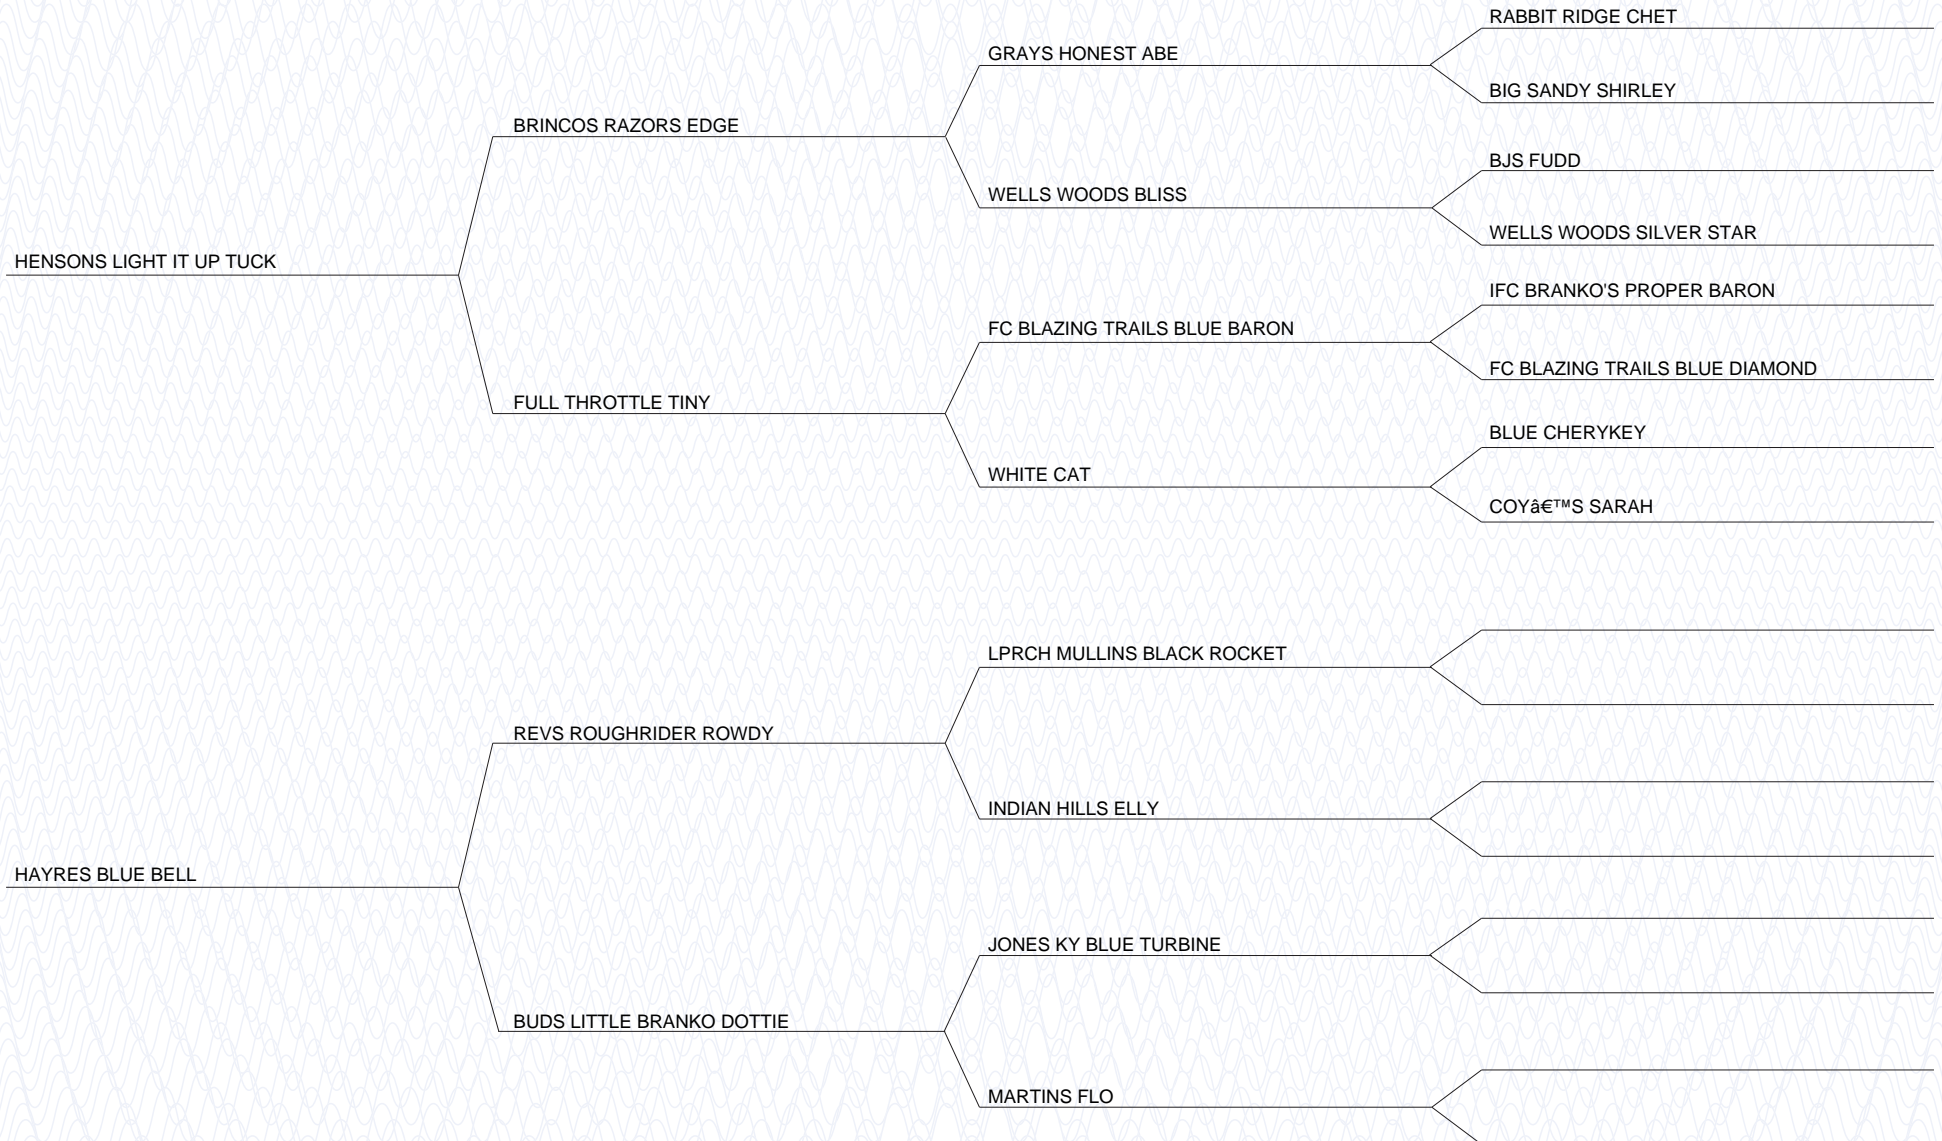 RABBIT RIDGE CHET
GRAYS HONEST ABE
BIG SANDY SHIRLEY
BRINCOS RAZORS EDGE
BJS FUDD
WELLS WOODS BLISS
WELLS WOODS SILVER STAR
HENSONS LIGHT IT UP TUCK
IFC BRANKO'S PROPER BARON
FC BLAZING TRAILS BLUE BARON
FC BLAZING TRAILS BLUE DIAMOND
FULL THROTTLE TINY
BLUE CHERYKEY
WHITE CAT
COYâ€™S SARAH
LPRCH MULLINS BLACK ROCKET
REVS ROUGHRIDER ROWDY
INDIAN HILLS ELLY
HAYRES BLUE BELL
JONES KY BLUE TURBINE
BUDS LITTLE BRANKO DOTTIE
MARTINS FLO